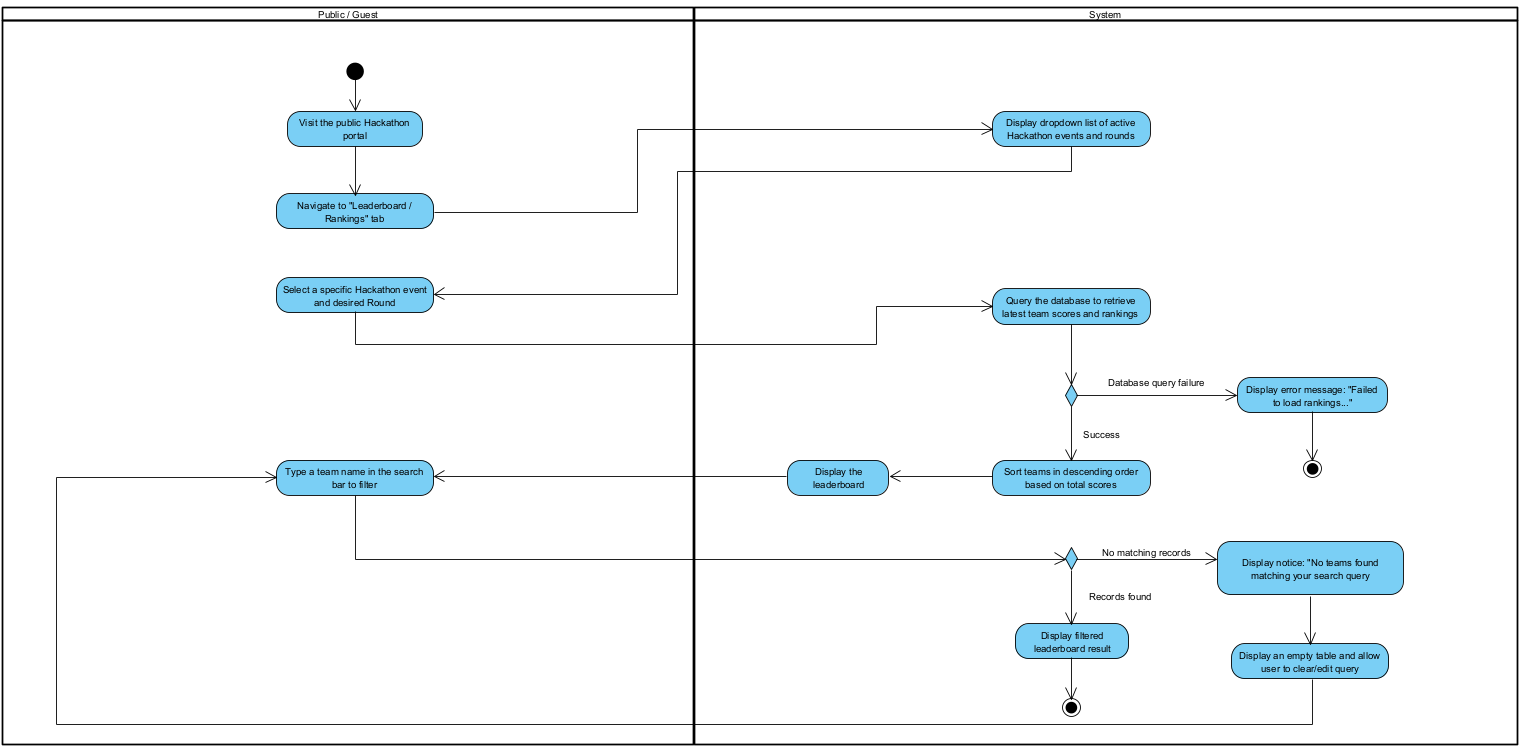 Public / Guest
System
Visit the public Hackathon
portal
Display dropdown list of active
Hackathon events and rounds
Navigate to "Leaderboard /
Rankings" tab
Select a specific Hackathon event
and desired Round
Query the database to retrieve
latest team scores and rankings
Database query failure
Display error message: "Failed
to load rankings..."
Success
Type a team name in the search
bar to filter
Display the
leaderboard
Sort teams in descending order
based on total scores
No matching records
Display notice: "No teams found
matching your search query
Records found
Display filtered
leaderboard result
Display an empty table and allow
user to clear/edit query